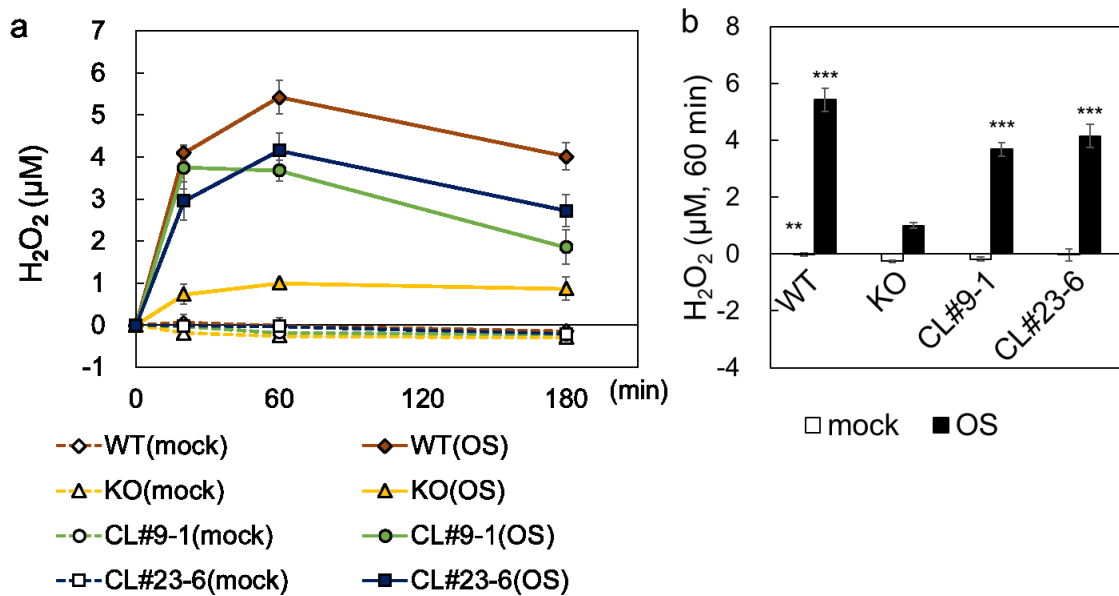 a
7
6
5
4
3
2
1
0
-1
H₂O₂ (µM)
0
60
120
180
(min)
WT(mock)
WT(OS)
KO(mock)
KO(OS)
CL#9-1(mock)
CL#9-1(OS)
CL#23-6(mock)
CL#23-6(OS)
b
8
6
4
2
0
-2
-4
H₂O₂ (µM, 60 min)
**
***
***
***
WT
KO
CL#9-1
CL#23-6
mock
OS